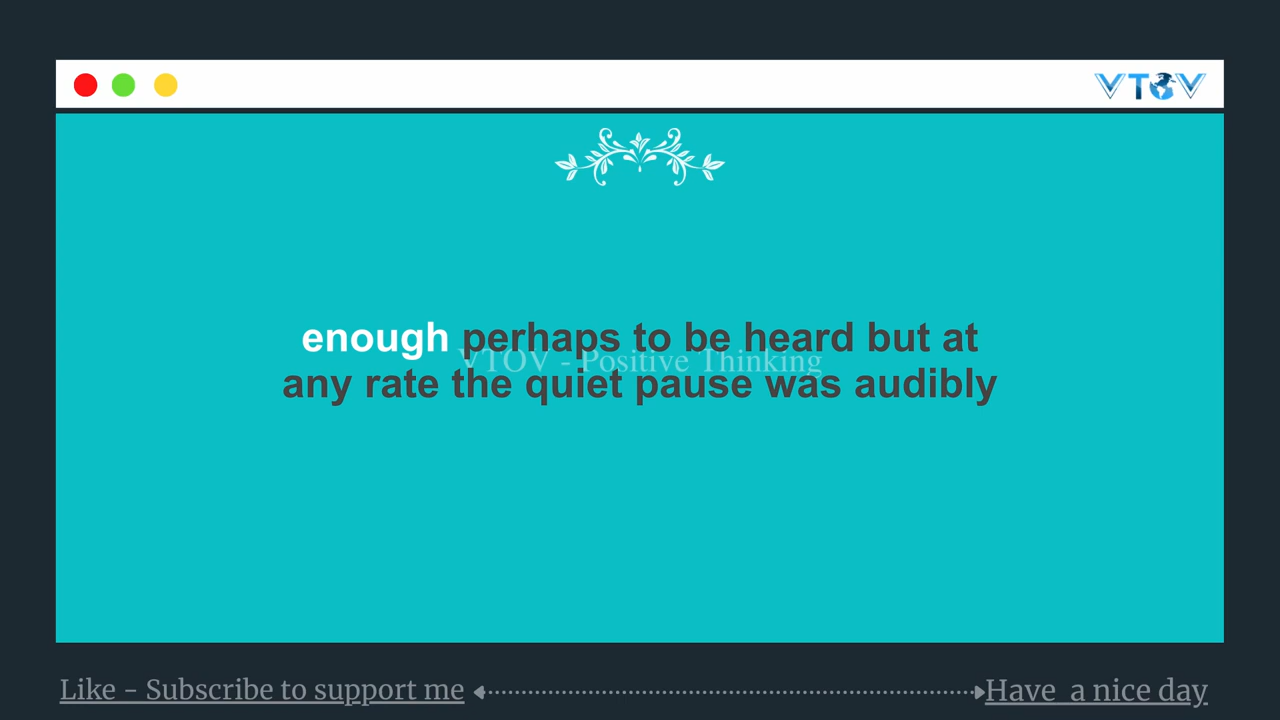 VTOV
enough perhaps to be heard but at
VTOV - Positive Thinking
any rate the quiet pause was audibly
Like - Subscribe to support me
Have a nice day